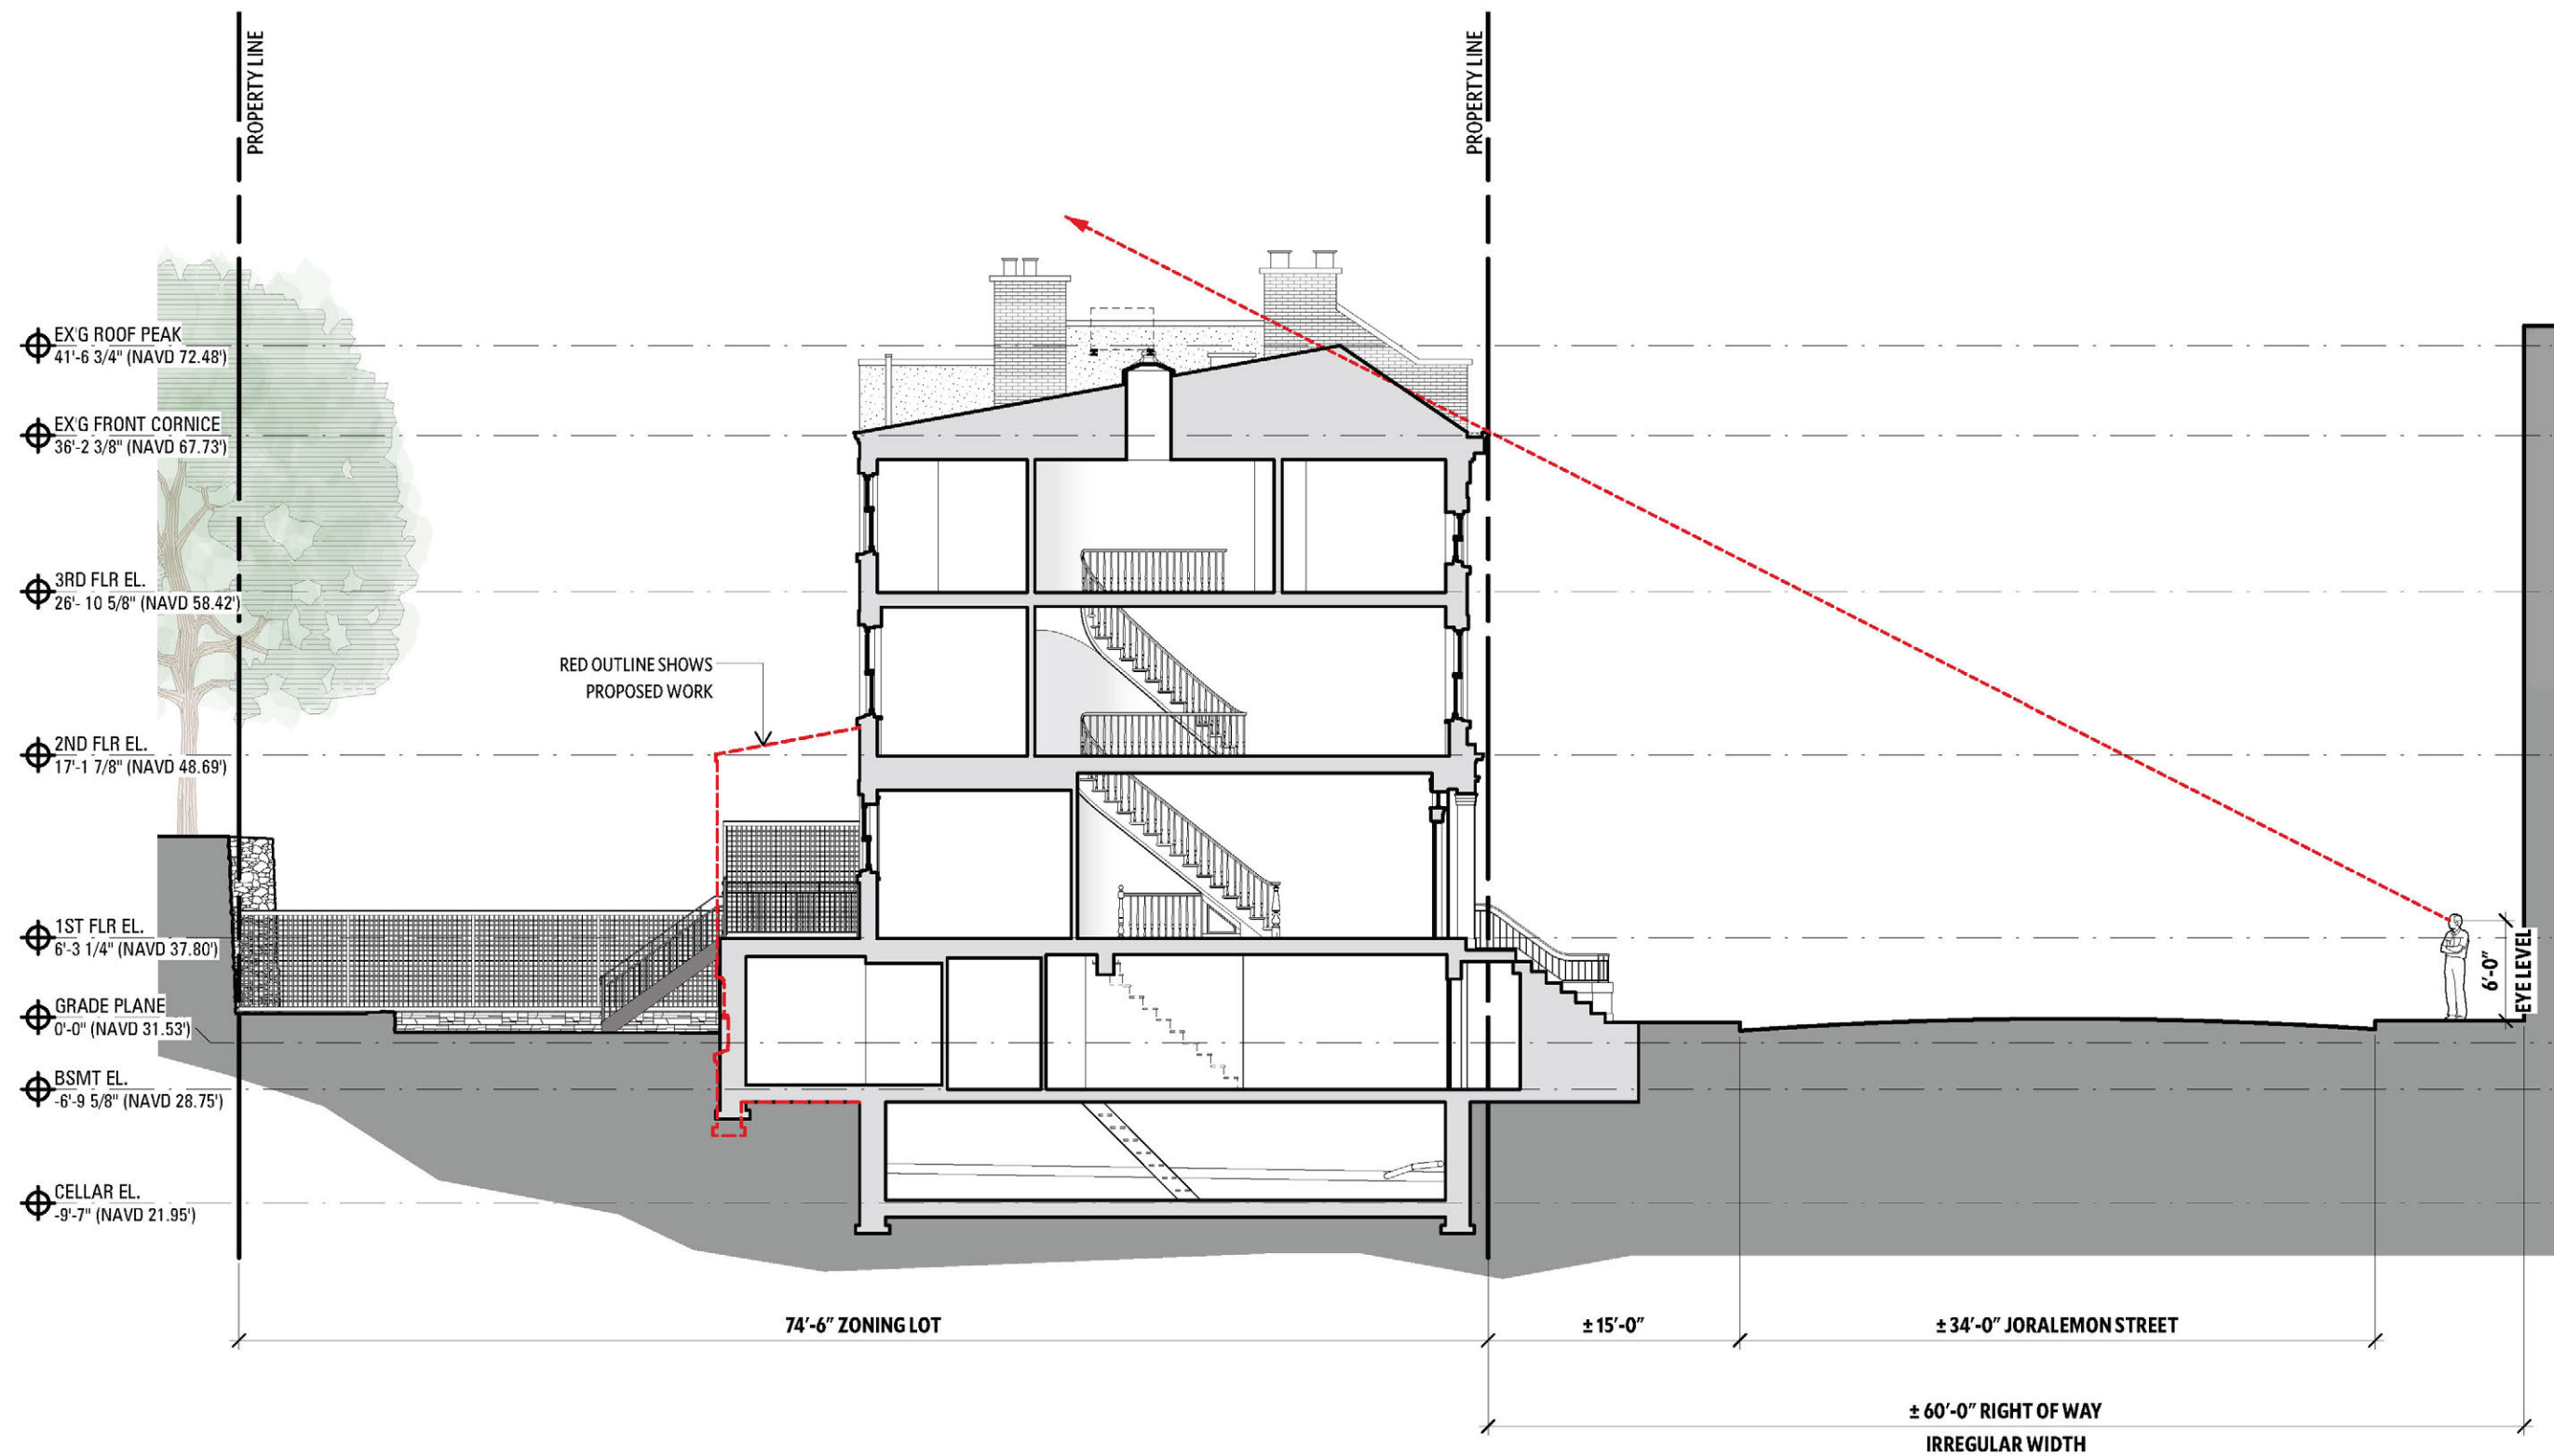 PROPERTY LINE
PROPERTY LINE
EX'G ROOF PEAK
41'-6 3/4" (NAVD 72.48')
EX'G FRONT CORNICE
36'-2 3/8" (NAVD 67.73')
3RD FLR EL.
26'- 10 5/8" (NAVD 58.42')
RED OUTLINE SHOWS
PROPOSED WORK
2ND FLR EL.
17'-1 7/8" (NAVD 48.69')
1ST FLR EL.
6'-3 1/4" (NAVD 37.80')
6'-0"
EYE LEVEL
GRADE PLANE
0'-0" (NAVD 31.53')
BSMT EL.
-6'-9 5/8" (NAVD 28.75')
CELLAR EL.
-9'-7" (NAVD 21.95')
74'-6" ZONING LOT
± 15'-0"
± 34'-0" JORALEMON STREET
± 60'-0" RIGHT OF WAY
IRREGULAR WIDTH